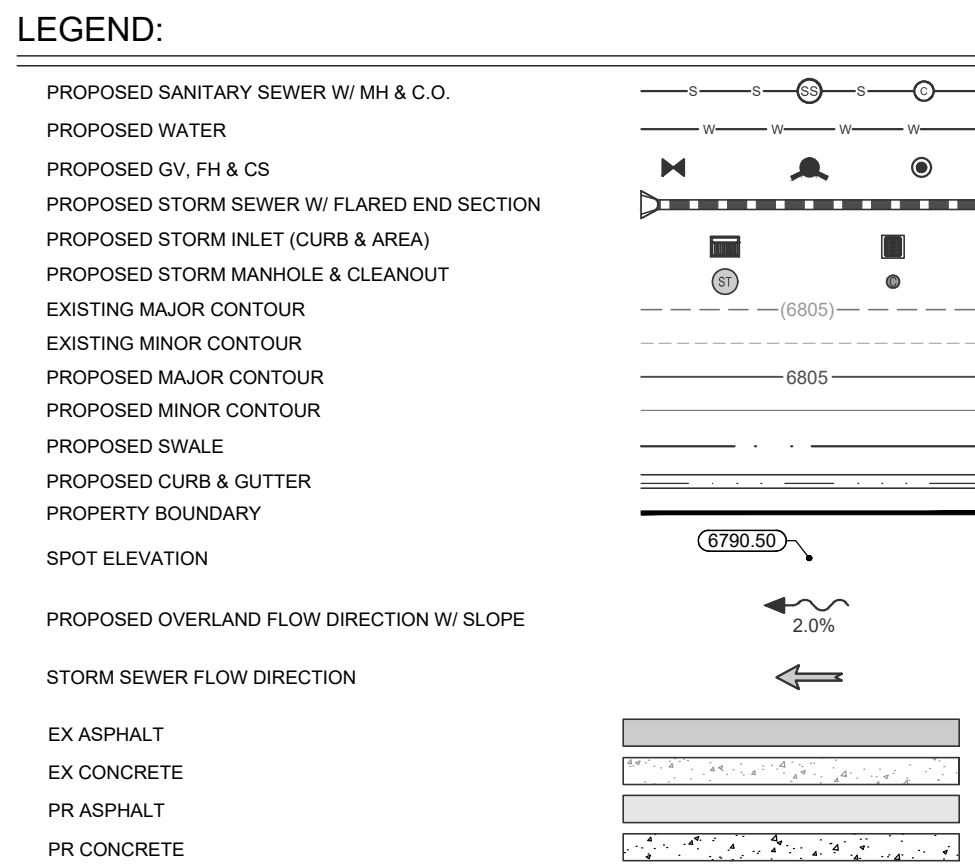 LEGEND:
PROPOSED SANITARY SEWER W/ MH & C.O. S S SS S C
PROPOSED WATER W W W W
PROPOSED GV, FH & CS
PROPOSED STORM SEWER W/ FLARED END SECTION
PROPOSED STORM INLET (CURB & AREA)
PROPOSED STORM MANHOLE & CLEANOUT ST C
EXISTING MAJOR CONTOUR (6805)
EXISTING MINOR CONTOUR
PROPOSED MAJOR CONTOUR 6805
PROPOSED MINOR CONTOUR
PROPOSED SWALE
PROPOSED CURB & GUTTER
PROPERTY BOUNDARY
SPOT ELEVATION 6790.50
PROPOSED OVERLAND FLOW DIRECTION W/ SLOPE 2.0%
STORM SEWER FLOW DIRECTION
EX ASPHALT
EX CONCRETE
PR ASPHALT
PR CONCRETE